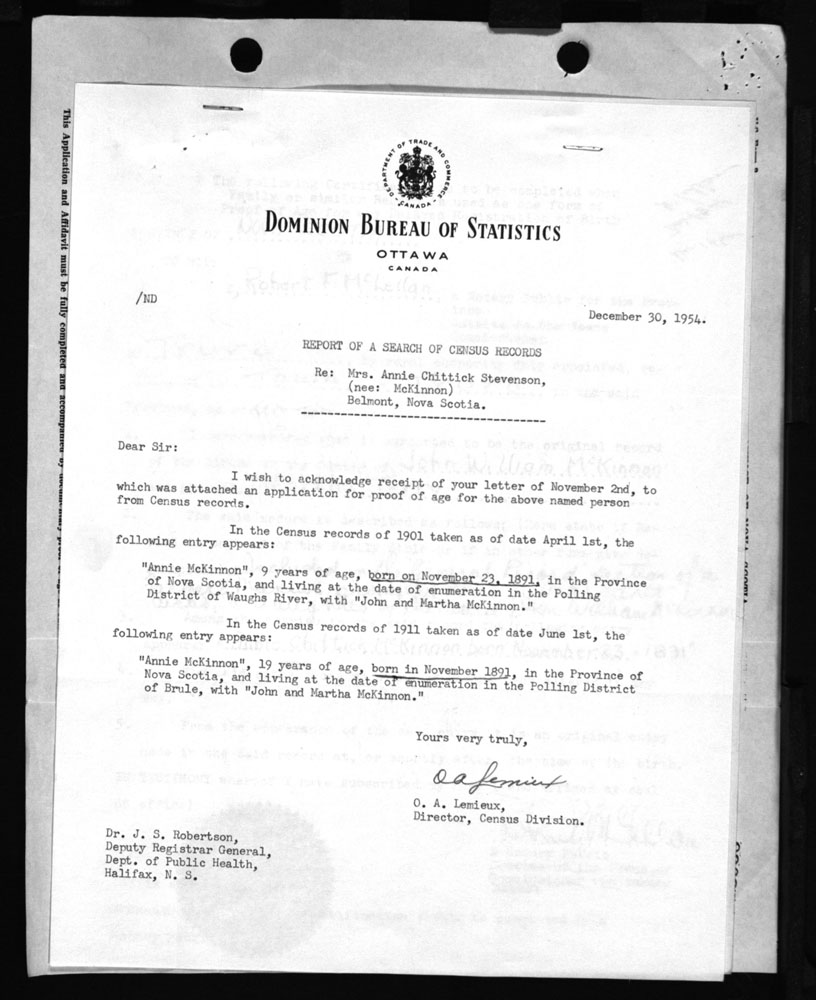 DEPARTMENT OF TRADE AND COMMERCE
CANADA
DOMINION BUREAU OF STATISTICS
OTTAWA
CANADA
/ND
December 30, 1954.
REPORT OF A SEARCH OF CENSUS RECORDS
Re: Mrs. Annie Chittick Stevenson,
(nee: McKinnon)
Belmont, Nova Scotia.
Dear Sir:
I wish to acknowledge receipt of your letter of November 2nd, to
which was attached an application for proof of age for the above named person
from Census records.
In the Census records of 1901 taken as of date April 1st, the
following entry appears:
"Annie McKinnon", 9 years of age, born on November 23, 1891, in the Province
of Nova Scotia, and living at the date of enumeration in the Polling
District of Waughs River, with "John and Martha McKinnon."
In the Census records of 1911 taken as of date June 1st, the
following entry appears:
"Annie McKinnon", 19 years of age, born in November 1891, in the Province of
Nova Scotia, and living at the date of enumeration in the Polling District
of Brule, with "John and Martha McKinnon."
Yours very truly,
O A Lemieux
O. A. Lemieux,
Director, Census Division.
Dr. J. S. Robertson,
Deputy Registrar General,
Dept. of Public Health,
Halifax, N. S.
This Application and Affidavit must be fully completed and accompanied by
Robert F McLellan